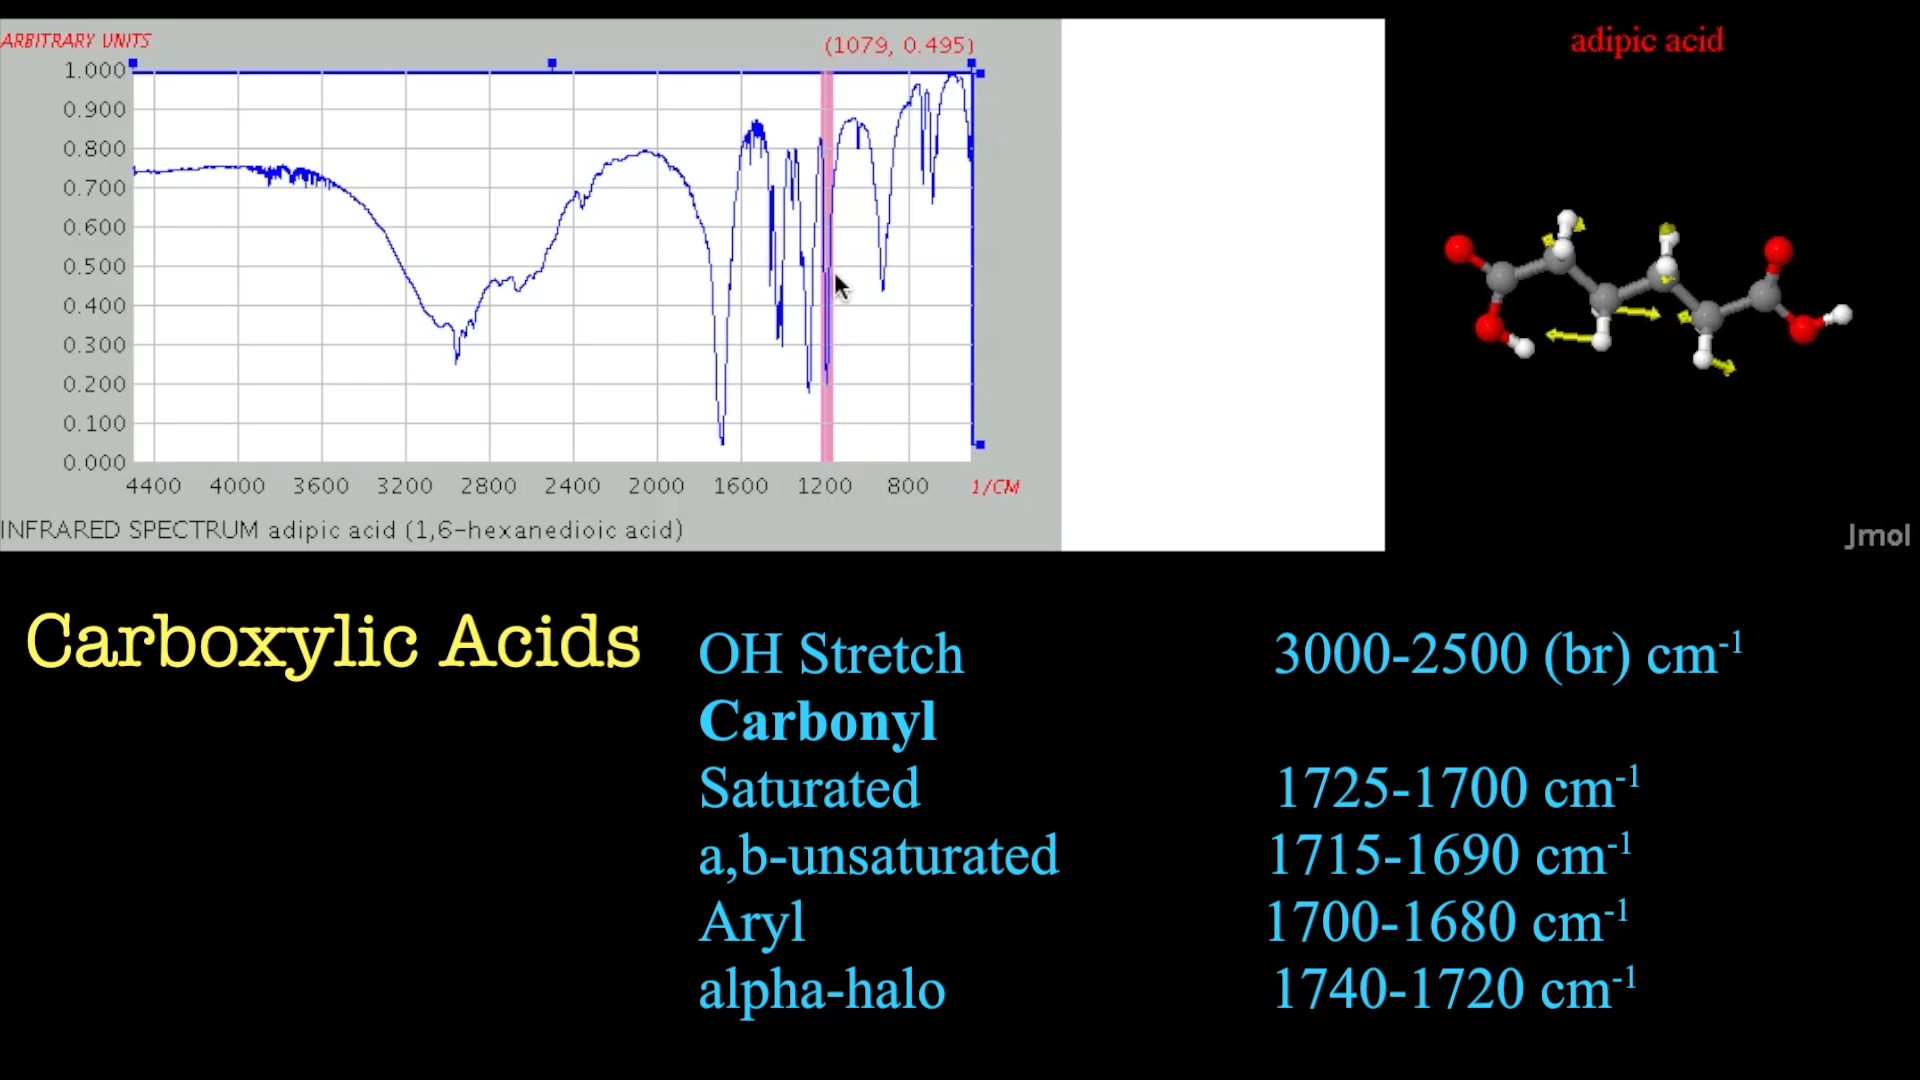 ARBITRARY UNITS
(1079, 0.495)
adipic acid
1.000
0.900
0.800
0.700
0.600
0.500
0.400
0.300
0.200
0.100
0.000
4400 4000 3600 3200 2800 2400 2000 1600 1200 800 1/CM
INFRARED SPECTRUM adipic acid (1,6-hexanedioic acid)
Jmol
Carboxylic Acids
OH Stretch 3000-2500 (br) cm⁻¹
Carbonyl
Saturated 1725-1700 cm⁻¹
a,b-unsaturated 1715-1690 cm⁻¹
Aryl 1700-1680 cm⁻¹
alpha-halo 1740-1720 cm⁻¹